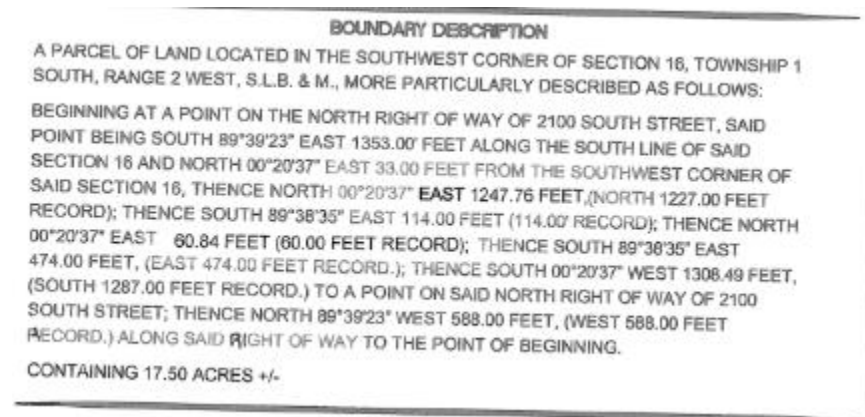 BOUNDARY DESCRIPTION
A PARCEL OF LAND LOCATED IN THE SOUTHWEST CORNER OF SECTION 16, TOWNSHIP 1
SOUTH, RANGE 2 WEST, S.L.B. & M., MORE PARTICULARLY DESCRIBED AS FOLLOWS:
BEGINNING AT A POINT ON THE NORTH RIGHT OF WAY OF 2100 SOUTH STREET, SAID
POINT BEING SOUTH 89°39'23" EAST 1353.00' FEET ALONG THE SOUTH LINE OF SAID
SECTION 16 AND NORTH 00°20'37" EAST 33.00 FEET FROM THE SOUTHWEST CORNER OF
SAID SECTION 16, THENCE NORTH 00°20'37" EAST 1247.76 FEET,(NORTH 1227.00 FEET
RECORD); THENCE SOUTH 89°38'35" EAST 114.00 FEET (114.00' RECORD); THENCE NORTH
00°20'37" EAST 60.84 FEET (60.00 FEET RECORD); THENCE SOUTH 89°38'35" EAST
474.00 FEET, (EAST 474.00 FEET RECORD.); THENCE SOUTH 00°20'37" WEST 1308.49 FEET,
(SOUTH 1287.00 FEET RECORD.) TO A POINT ON SAID NORTH RIGHT OF WAY OF 2100
SOUTH STREET; THENCE NORTH 89°39'23" WEST 588.00 FEET, (WEST 588.00 FEET
RECORD.) ALONG SAID RIGHT OF WAY TO THE POINT OF BEGINNING.
CONTAINING 17.50 ACRES +/-